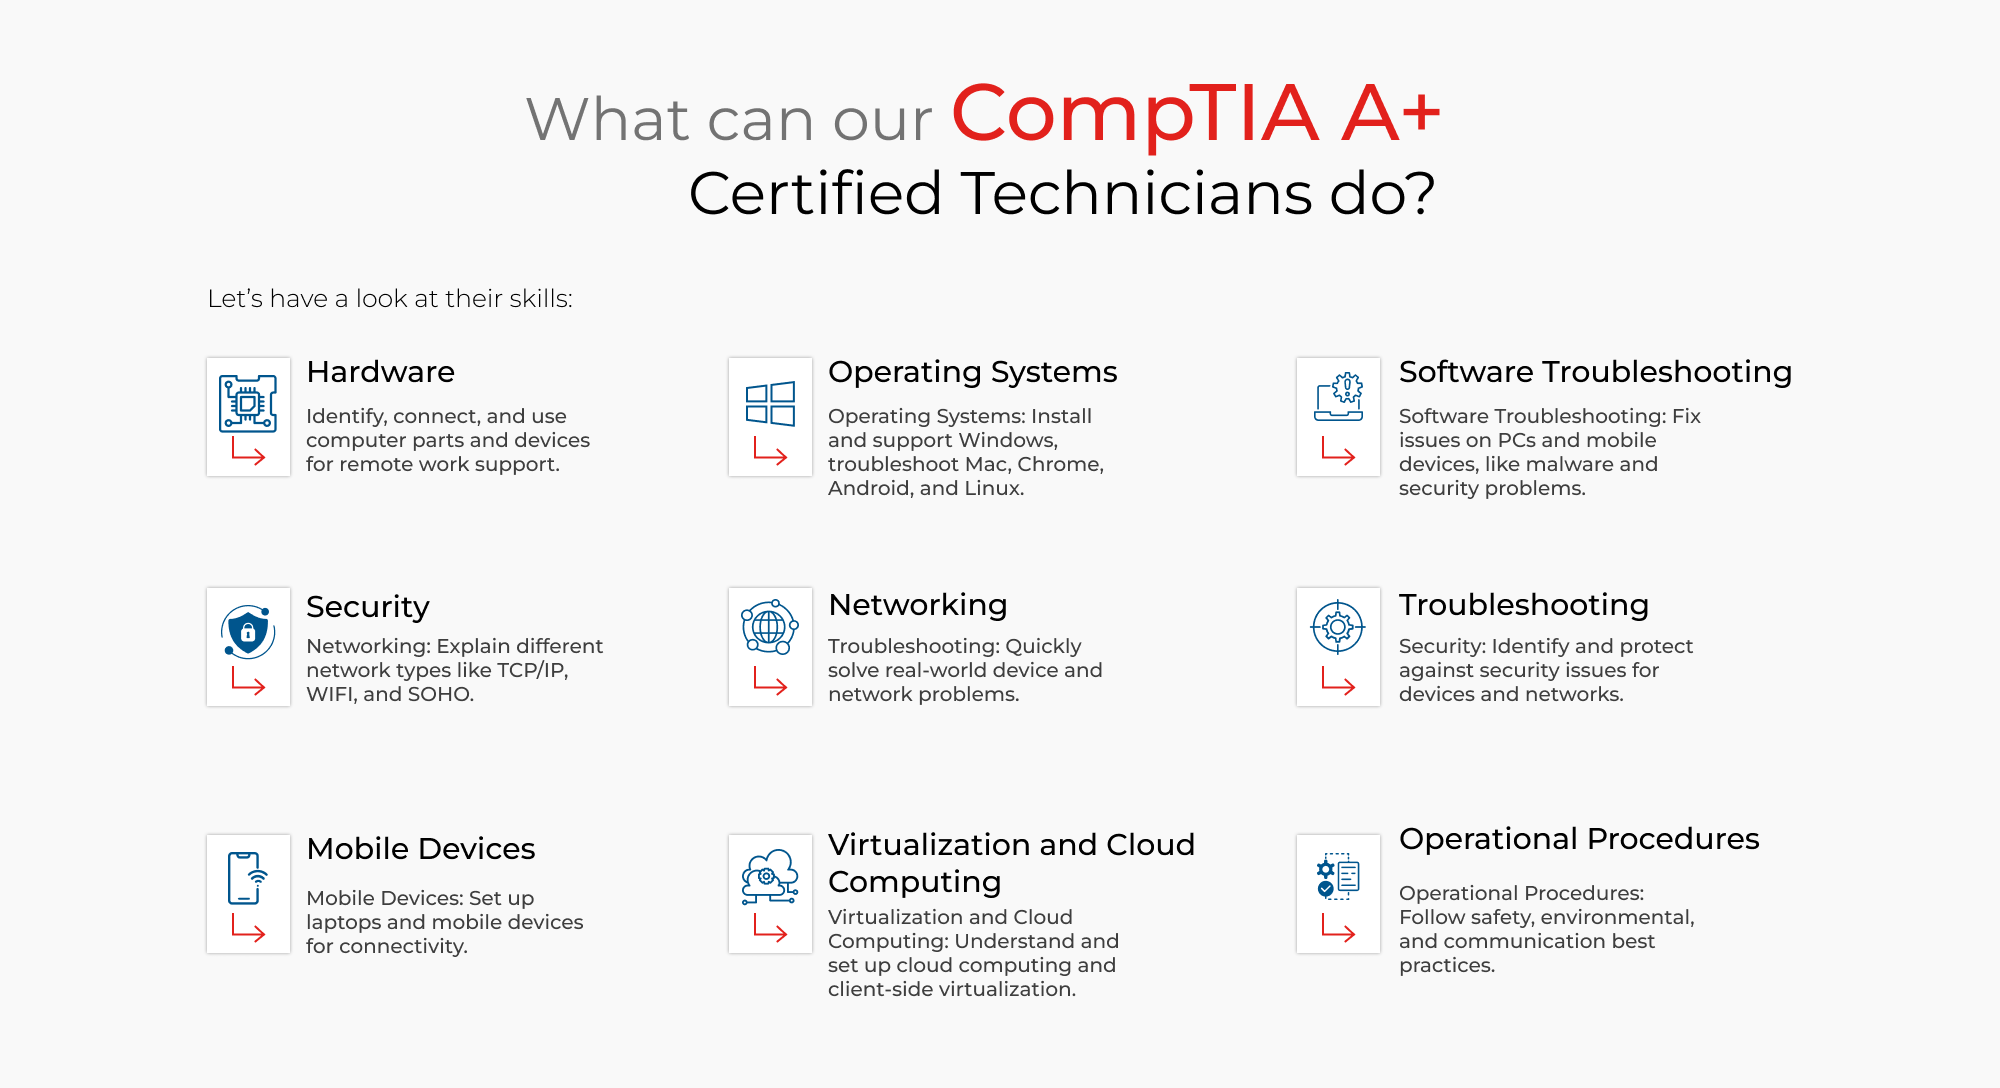 What can our CompTIA A+
Certified Technicians do?
Let's have a look at their skills:
Hardware
Identify, connect, and use
computer parts and devices
for remote work support.
Operating Systems
Operating Systems: Install
and support Windows,
troubleshoot Mac, Chrome,
Android, and Linux.
Software Troubleshooting
Software Troubleshooting: Fix
issues on PCs and mobile
devices, like malware and
security problems.
Security
Networking: Explain different
network types like TCP/IP,
WIFI, and SOHO.
Networking
Troubleshooting: Quickly
solve real-world device and
network problems.
Troubleshooting
Security: Identify and protect
against security issues for
devices and networks.
Mobile Devices
Mobile Devices: Set up
laptops and mobile devices
for connectivity.
Virtualization and Cloud
Computing
Virtualization and Cloud
Computing: Understand and
set up cloud computing and
client-side virtualization.
Operational Procedures
Operational Procedures:
Follow safety, environmental,
and communication best
practices.